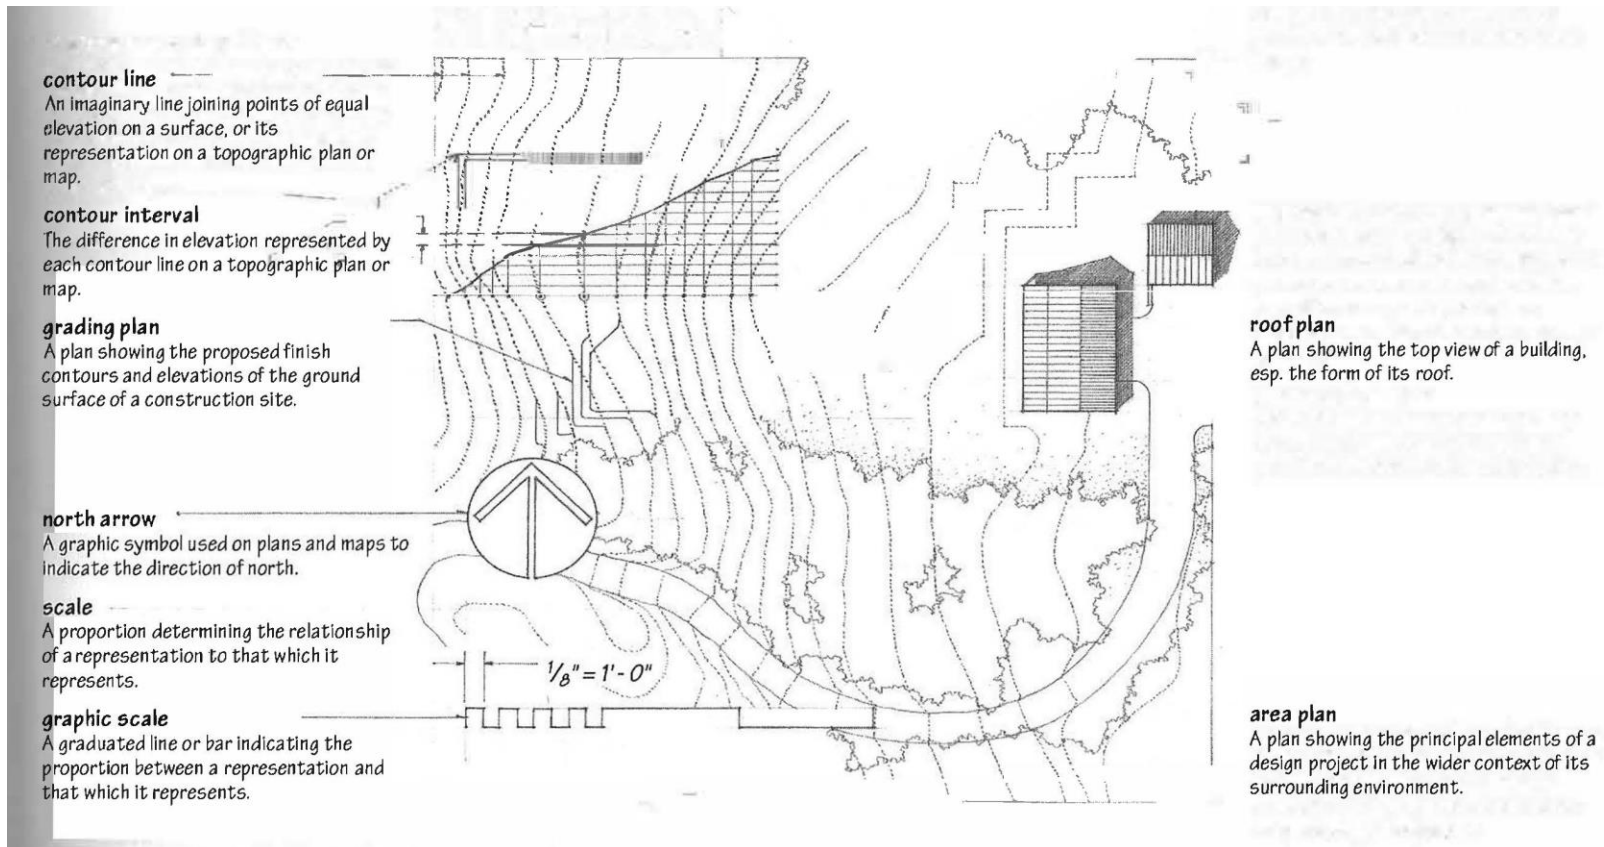 contour line
An imaginary line joining points of equal
elevation on a surface, or its
representation on a topographic plan or
map.
contour interval
The difference in elevation represented by
each contour line on a topographic plan or
map.
grading plan
A plan showing the proposed finish
contours and elevations of the ground
surface of a construction site.
north arrow
A graphic symbol used on plans and maps to
indicate the direction of north.
scale
A proportion determining the relationship
of a representation to that which it
represents.
1/8" = 1'-0"
graphic scale
A graduated line or bar indicating the
proportion between a representation and
that which it represents.
roof plan
A plan showing the top view of a building,
esp. the form of its roof.
area plan
A plan showing the principal elements of a
design project in the wider context of its
surrounding environment.